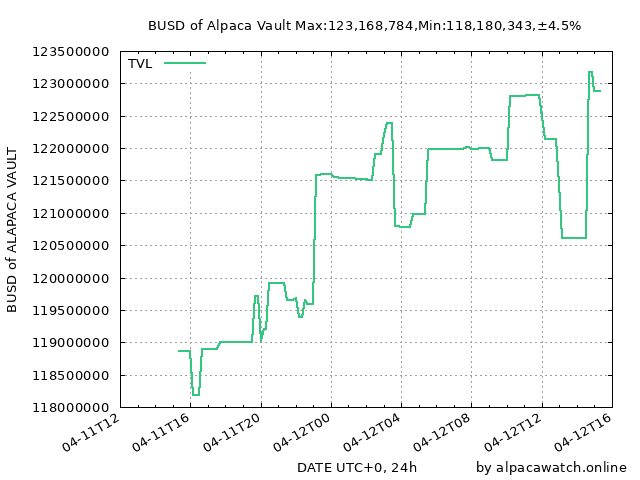 BUSD of Alpaca Vault Max:123,168,784,Min:118,180,343,±4.5%
TVL
123500000
123000000
122500000
122000000
121500000
121000000
120500000
120000000
119500000
119000000
118500000
118000000
BUSD of ALAPACA VAULT
04-11T12
04-11T16
04-11T20
04-12T00
04-12T04
04-12T08
04-12T12
04-12T16
DATE UTC+0, 24h
by alpacawatch.online